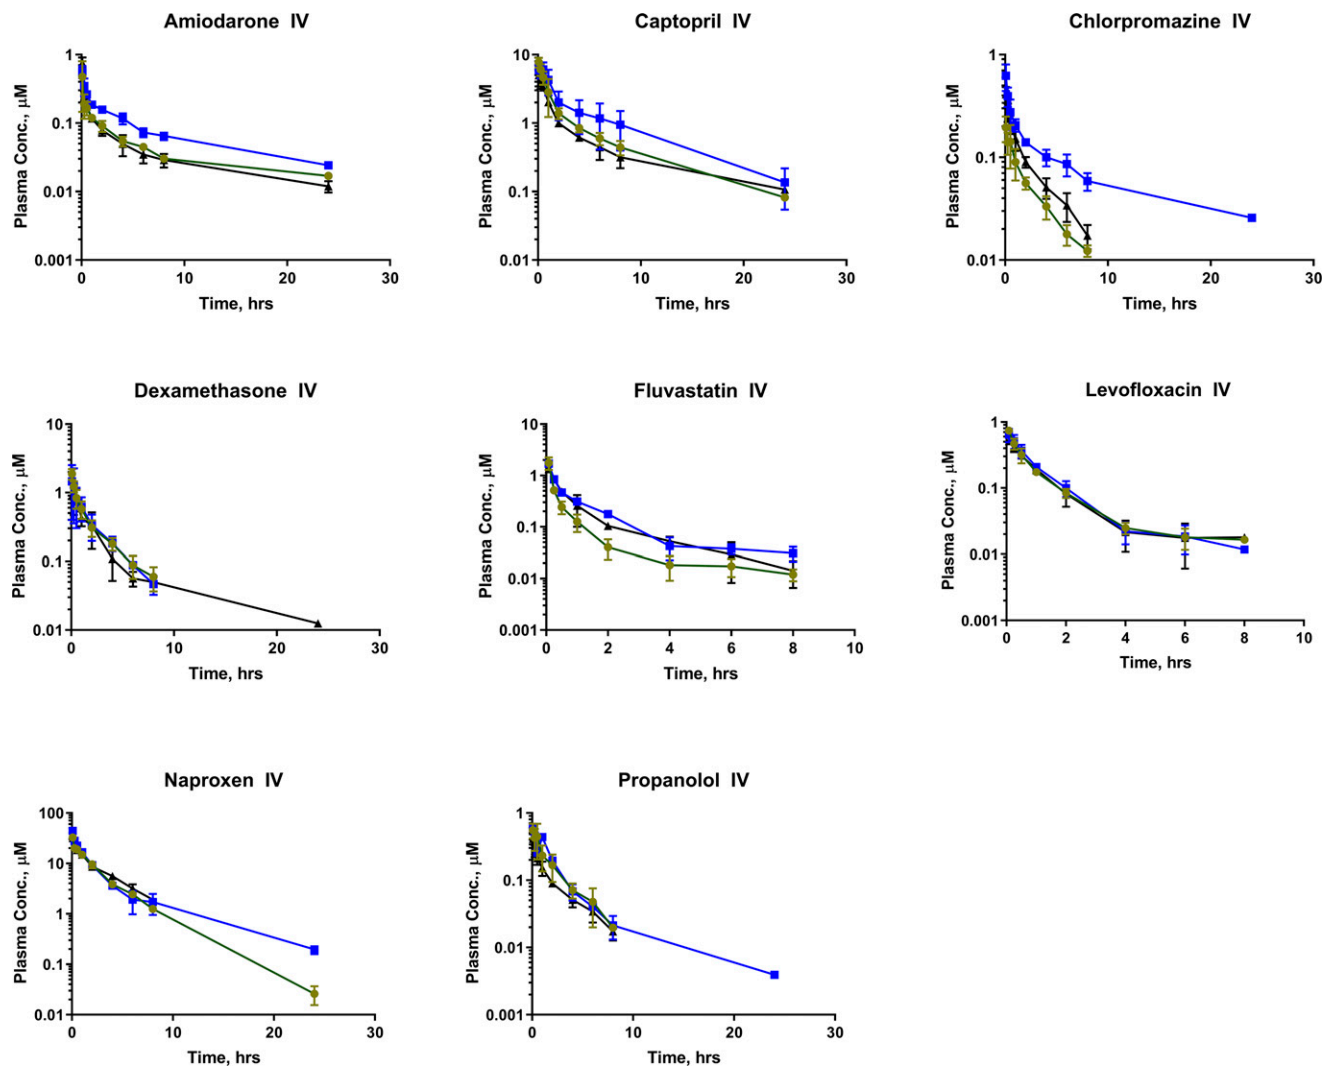 Amiodarone IV
Plasma Conc., µM
1
0.1
0.01
0.001
0 10 20 30
Time, hrs
Captopril IV
Plasma Conc., µM
10
1
0.1
0.01
0 10 20 30
Time, hrs
Chlorpromazine IV
Plasma Conc., µM
1
0.1
0.01
0 10 20 30
Time, hrs
Dexamethasone IV
Plasma Conc., µM
10
1
0.1
0.01
0 10 20 30
Time, hrs
Fluvastatin IV
Plasma Conc., µM
10
1
0.1
0.01
0.001
0 2 4 6 8 10
Time, hrs
Levofloxacin IV
Plasma Conc., µM
1
0.1
0.01
0.001
0 2 4 6 8 10
Time, hrs
Naproxen IV
Plasma Conc., µM
100
10
1
0.1
0.01
0 10 20 30
Time, hrs
Propanolol IV
Plasma Conc., µM
1
0.1
0.01
0.001
0 10 20 30
Time, hrs